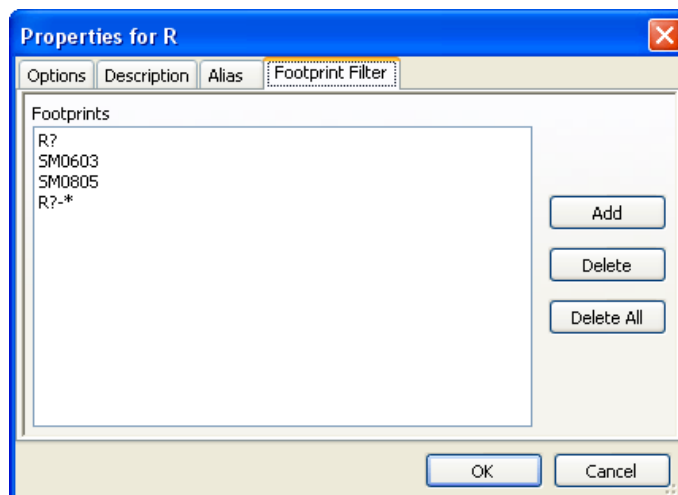 Properties for R
Options Description Alias Footprint Filter
Footprints
R?
SM0603
SM0805
R?-*
Add
Delete
Delete All
OK Cancel